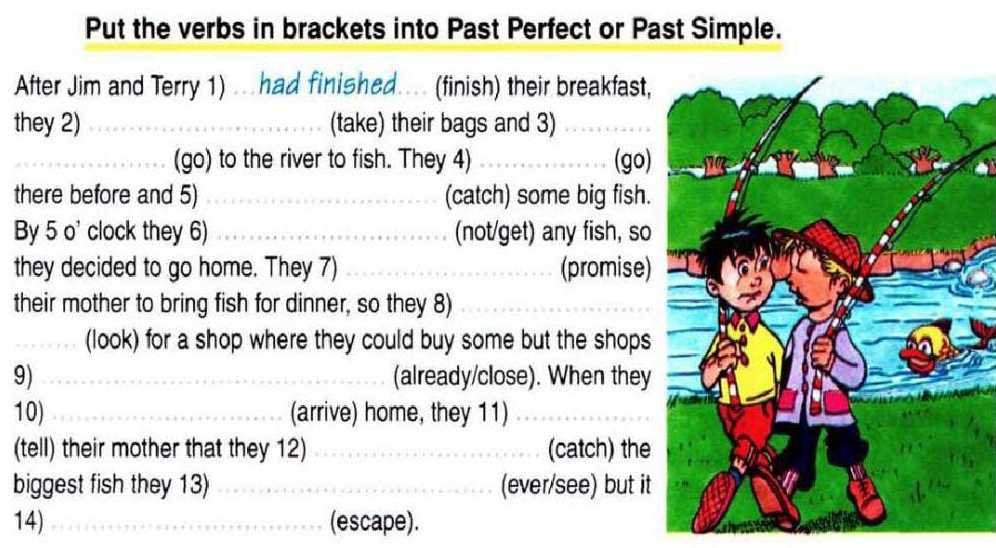 Put the verbs in brackets into Past Perfect or Past Simple.
After Jim and Terry 1) ...had finished.... (finish) their breakfast,
they 2) .............................. (take) their bags and 3) ............
..................... (go) to the river to fish. They 4) .................. (go)
there before and 5) .............................. (catch) some big fish.
By 5 o' clock they 6) .............................. (not/get) any fish, so
they decided to go home. They 7) ........................... (promise)
their mother to bring fish for dinner, so they 8) .........................
........ (look) for a shop where they could buy some but the shops
9) .............................................. (already/close). When they
10) .............................. (arrive) home, they 11) ..................
(tell) their mother that they 12) .............................. (catch) the
biggest fish they 13) .................................... (ever/see) but it
14) .................................... (escape).